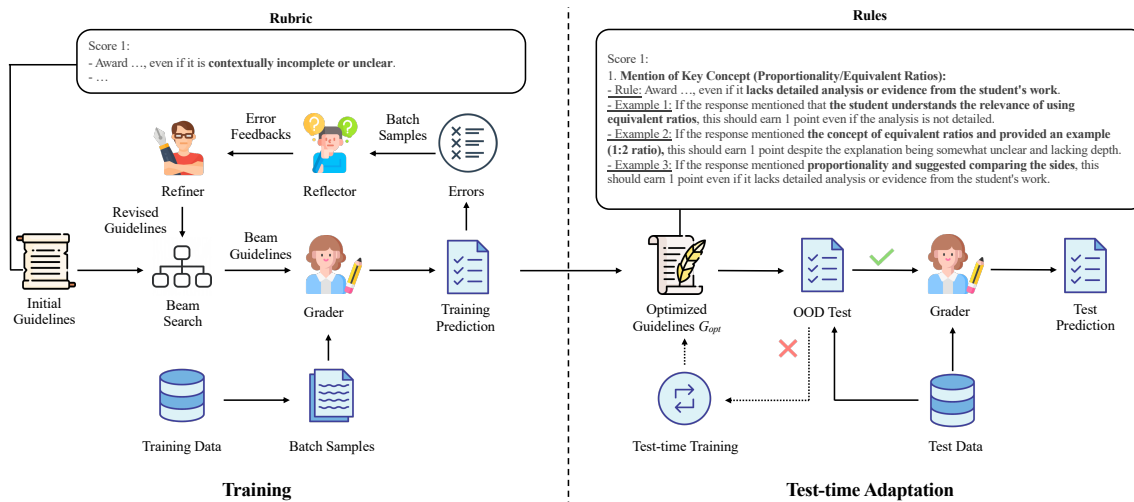 Rubric
Score 1:
- Award …, even if it is contextually incomplete or unclear.
- …
Error
Feedbacks
Batch
Samples
Refiner
Reflector
Errors
Revised
Guidelines
Beam
Guidelines
Initial
Guidelines
Beam
Search
Grader
Training
Prediction
Training Data
Batch Samples
Training
Rules
Score 1:
1. Mention of Key Concept (Proportionality/Equivalent Ratios):
- Rule: Award …, even if it lacks detailed analysis or evidence from the student's work.
- Example 1: If the response mentioned that the student understands the relevance of using
equivalent ratios, this should earn 1 point even if the analysis is not detailed.
- Example 2: If the response mentioned the concept of equivalent ratios and provided an example
(1:2 ratio), this should earn 1 point despite the explanation being somewhat unclear and lacking depth.
- Example 3: If the response mentioned proportionality and suggested comparing the sides, this
should earn 1 point even if it lacks detailed analysis or evidence from the student's work.
Optimized
Guidelines G_opt
OOD Test
Grader
Test
Prediction
Test-time Training
Test Data
Test-time Adaptation